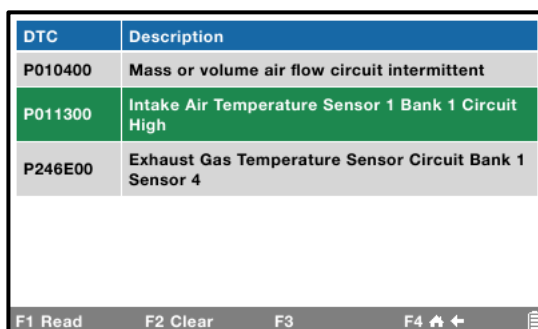 DTC Description
P010400 Mass or volume air flow circuit intermittent
P011300 Intake Air Temperature Sensor 1 Bank 1 Circuit
High
P246E00 Exhaust Gas Temperature Sensor Circuit Bank 1
Sensor 4
F1 Read F2 Clear F3 F4